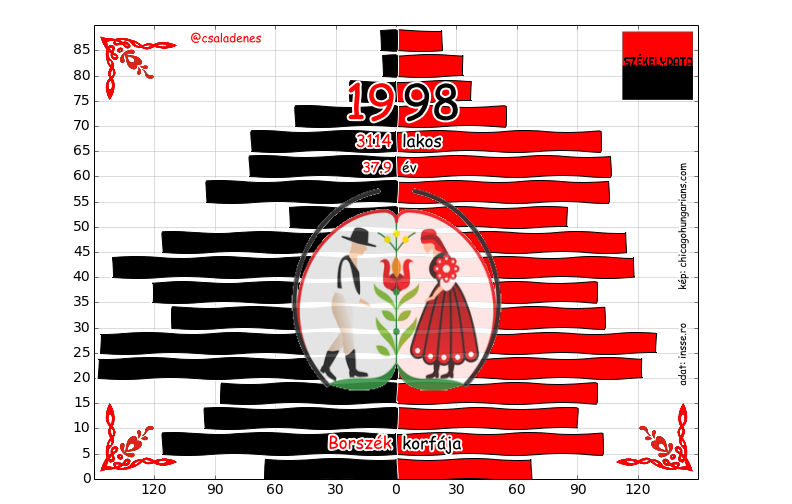 @csaladenes
SZÉKELYDATA
1998
3114 lakos
37.9 év
kép: chicagohungarians.com
adat: insse.ro
Borszék korfája
85
80
75
70
65
60
55
50
45
40
35
30
25
20
15
10
5
0
120 90 60 30 0 30 60 90 120